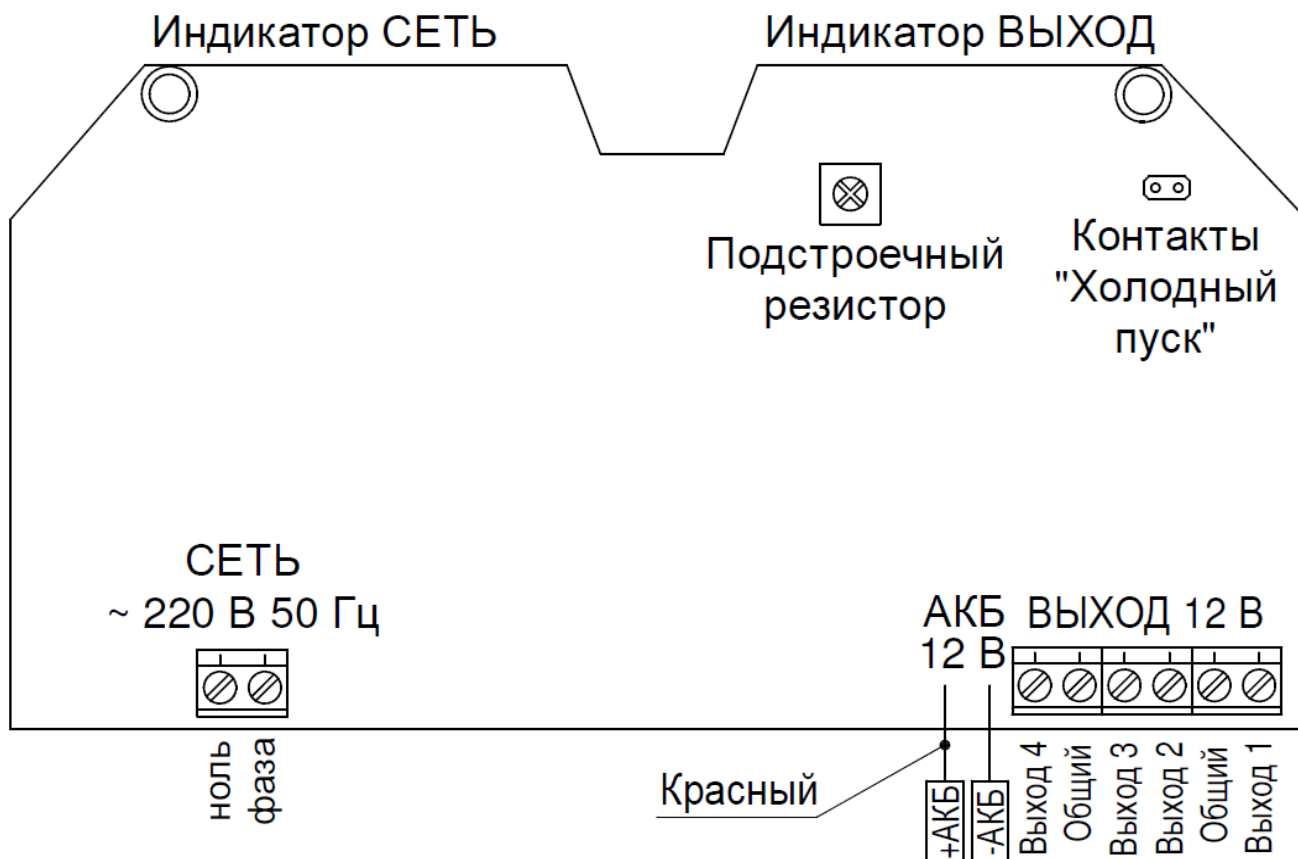 Индикатор СЕТЬ
Индикатор ВЫХОД
Подстроечный
резистор
Контакты
"Холодный
пуск"
СЕТЬ
~ 220 В 50 Гц
ноль
фаза
АКБ
12 В
ВЫХОД 12 В
Красный
+АКБ
-АКБ
Выход 4
Общий
Выход 3
Выход 2
Общий
Выход 1